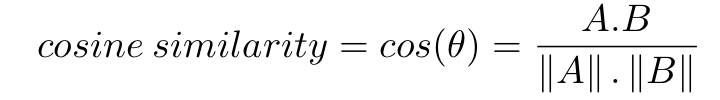 cosine similarity = cos(θ) = A.B / ‖A‖ . ‖B‖